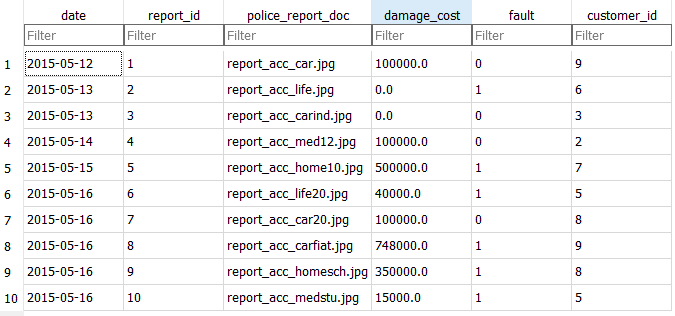 date report_id police_report_doc damage_cost fault customer_id
Filter Filter Filter Filter Filter Filter
1 2015-05-12 1 report_acc_car.jpg 100000.0 0 9
2 2015-05-13 2 report_acc_life.jpg 0.0 1 6
3 2015-05-13 3 report_acc_carind.jpg 0.0 0 3
4 2015-05-14 4 report_acc_med12.jpg 100000.0 0 2
5 2015-05-15 5 report_acc_home10.jpg 500000.0 1 7
6 2015-05-16 6 report_acc_life20.jpg 40000.0 1 5
7 2015-05-16 7 report_acc_car20.jpg 100000.0 0 8
8 2015-05-16 8 report_acc_carfiat.jpg 748000.0 1 9
9 2015-05-16 9 report_acc_homesch.jpg 350000.0 1 8
10 2015-05-16 10 report_acc_medstu.jpg 15000.0 1 5